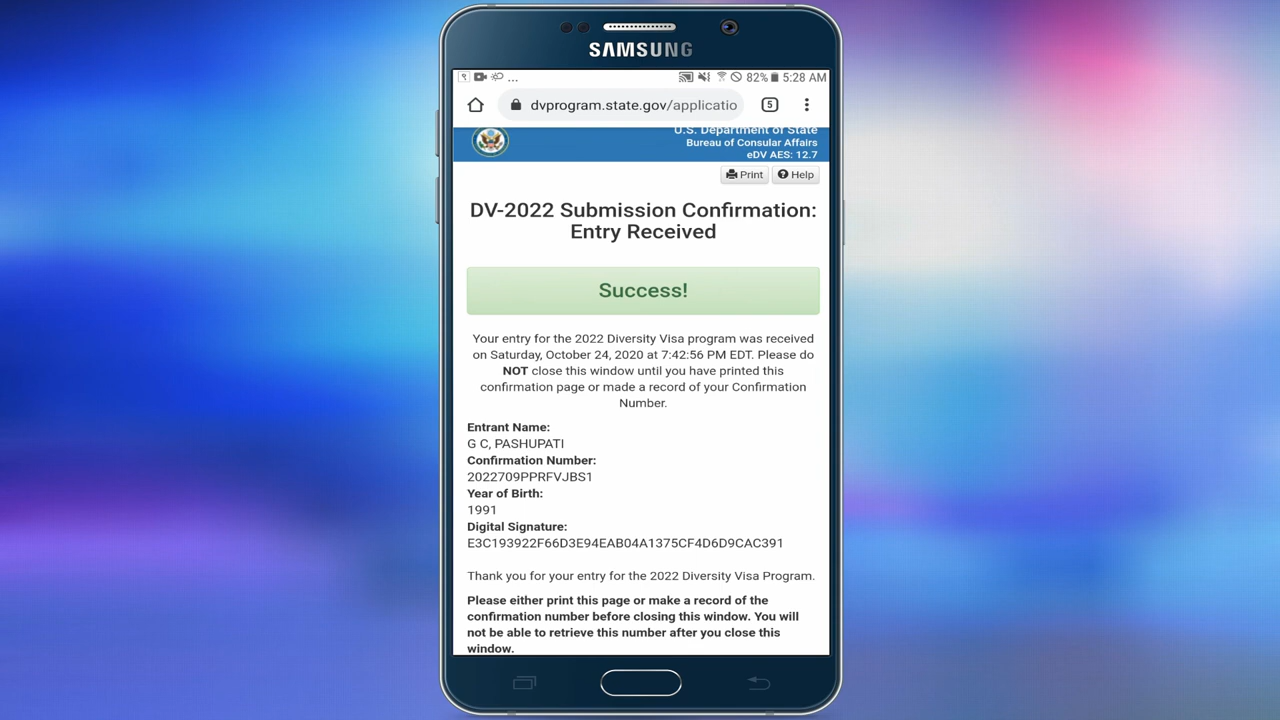 SAMSUNG
... 82% 5:28 AM
dvprogram.state.gov/applicatio 5
U.S. Department of State
Bureau of Consular Affairs
eDV AES: 12.7
Print Help
DV-2022 Submission Confirmation:
Entry Received
Success!
Your entry for the 2022 Diversity Visa program was received
on Saturday, October 24, 2020 at 7:42:56 PM EDT. Please do
NOT close this window until you have printed this
confirmation page or made a record of your Confirmation
Number.
Entrant Name:
G C, PASHUPATI
Confirmation Number:
2022709PPRFVJBS1
Year of Birth:
1991
Digital Signature:
E3C193922F66D3E94EAB04A1375CF4D6D9CAC391
Thank you for your entry for the 2022 Diversity Visa Program.
Please either print this page or make a record of the
confirmation number before closing this window. You will
not be able to retrieve this number after you close this
window.